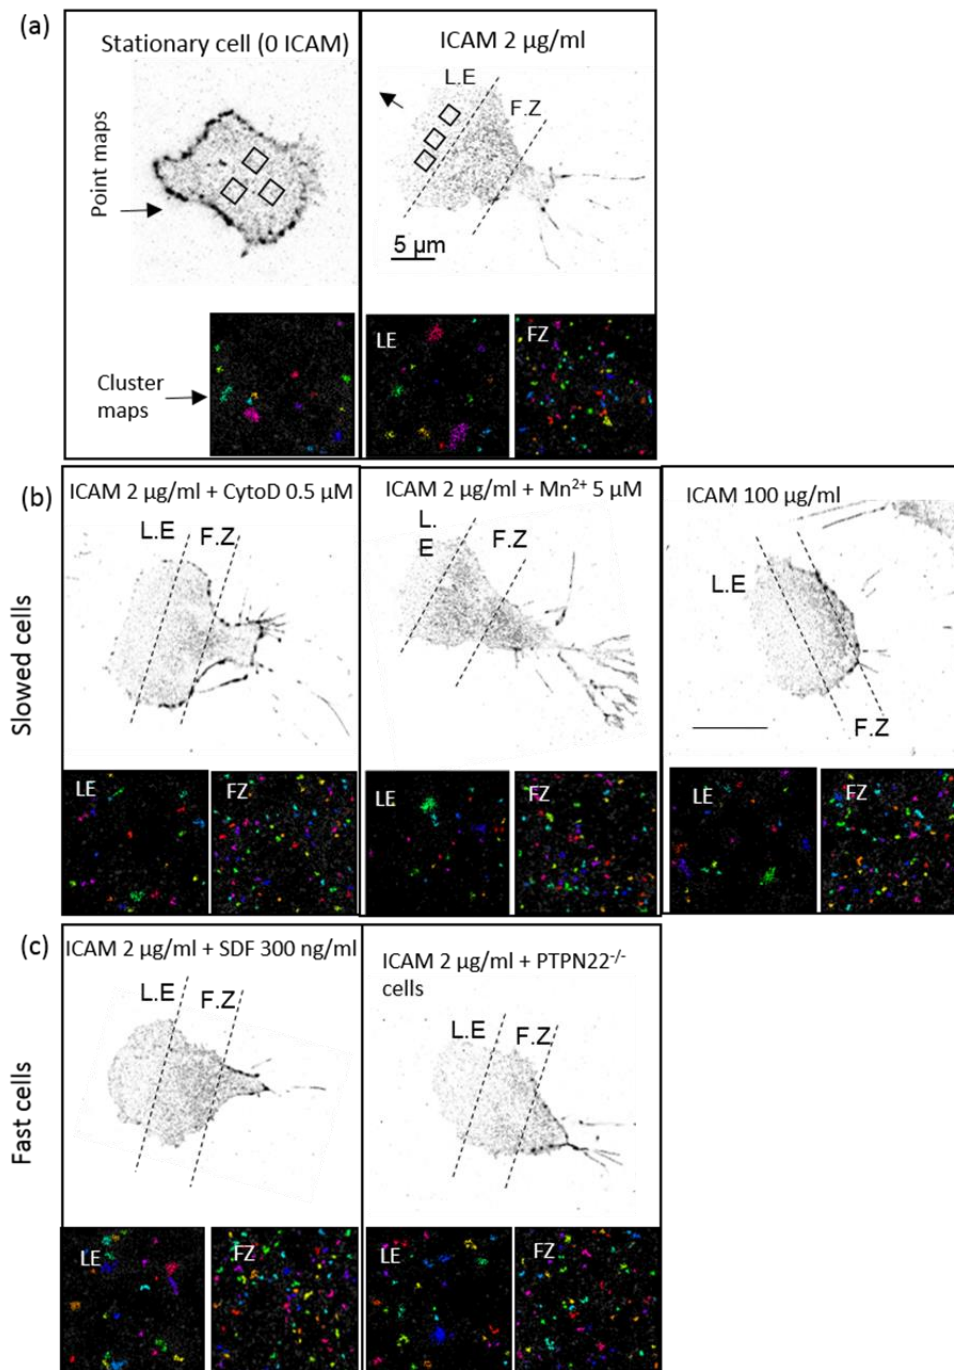 (a)
Stationary cell (0 ICAM)
ICAM 2 µg/ml
L.E
F.Z
Point maps
5 µm
Cluster
maps
LE
FZ
(b)
Slowed cells
ICAM 2 µg/ml + CytoD 0.5 µM
L.E
F.Z
LE
FZ
ICAM 2 µg/ml + Mn²⁺ 5 µM
L.
E
F.Z
LE
FZ
ICAM 100 µg/ml
L.E
F.Z
LE
FZ
(c)
Fast cells
ICAM 2 µg/ml + SDF 300 ng/ml
L.E
F.Z
LE
FZ
ICAM 2 µg/ml + PTPN22⁻/⁻
cells
L.E
F.Z
LE
FZ